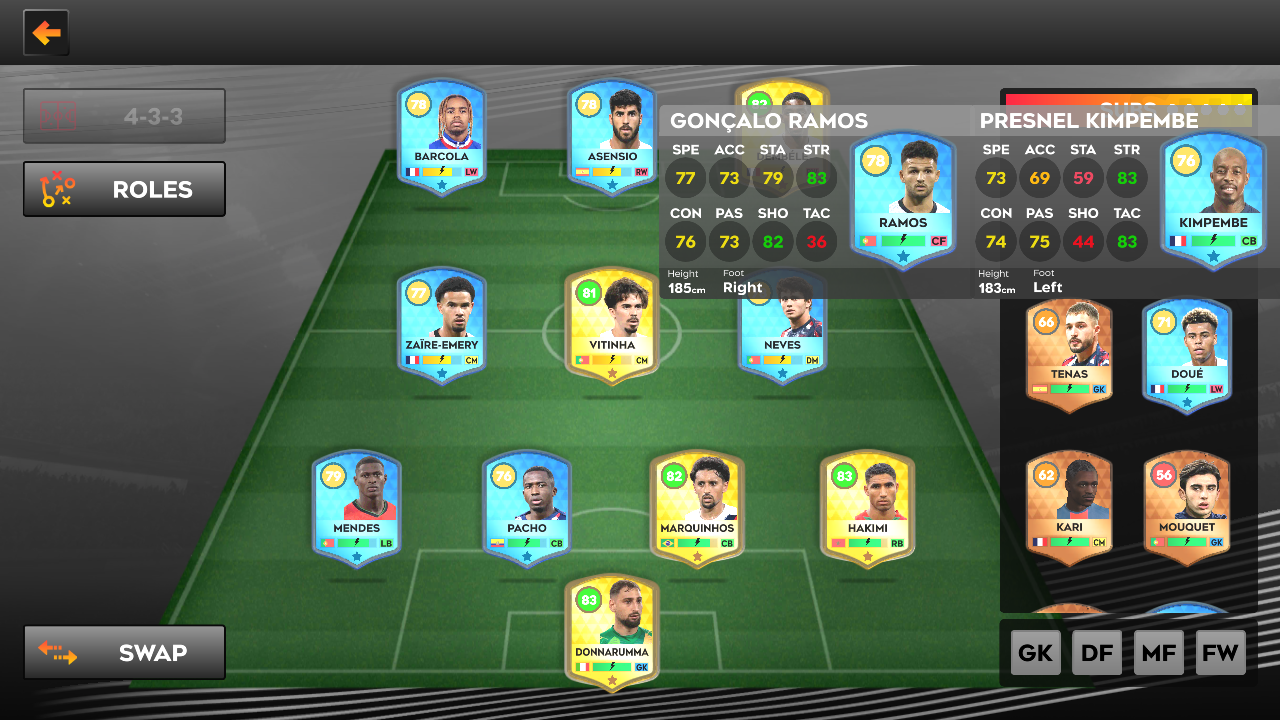 4-3-3
ROLES
SWAP
78
BARCOLA
LW
78
ASENSIO
RW
GONÇALO RAMOS
SPE ACC STA STR
77 73 79 83
CON PAS SHO TAC
76 73 82 36
Height Foot
185cm Right
78
RAMOS
CF
PRESNEL KIMPEMBE
SPE ACC STA STR
73 69 59 83
CON PAS SHO TAC
74 75 44 83
Height Foot
183cm Left
76
KIMPEMBE
CB
77
ZAÏRE-EMERY
CM
81
VITINHA
CM
NEVES
DM
66
TENAS
GK
71
DOUÉ
LW
79
MENDES
LB
76
PACHO
CB
82
MARQUINHOS
CB
83
HAKIMI
RB
62
KARI
CM
56
MOUQUET
GK
83
DONNARUMMA
GK
GK DF MF FW